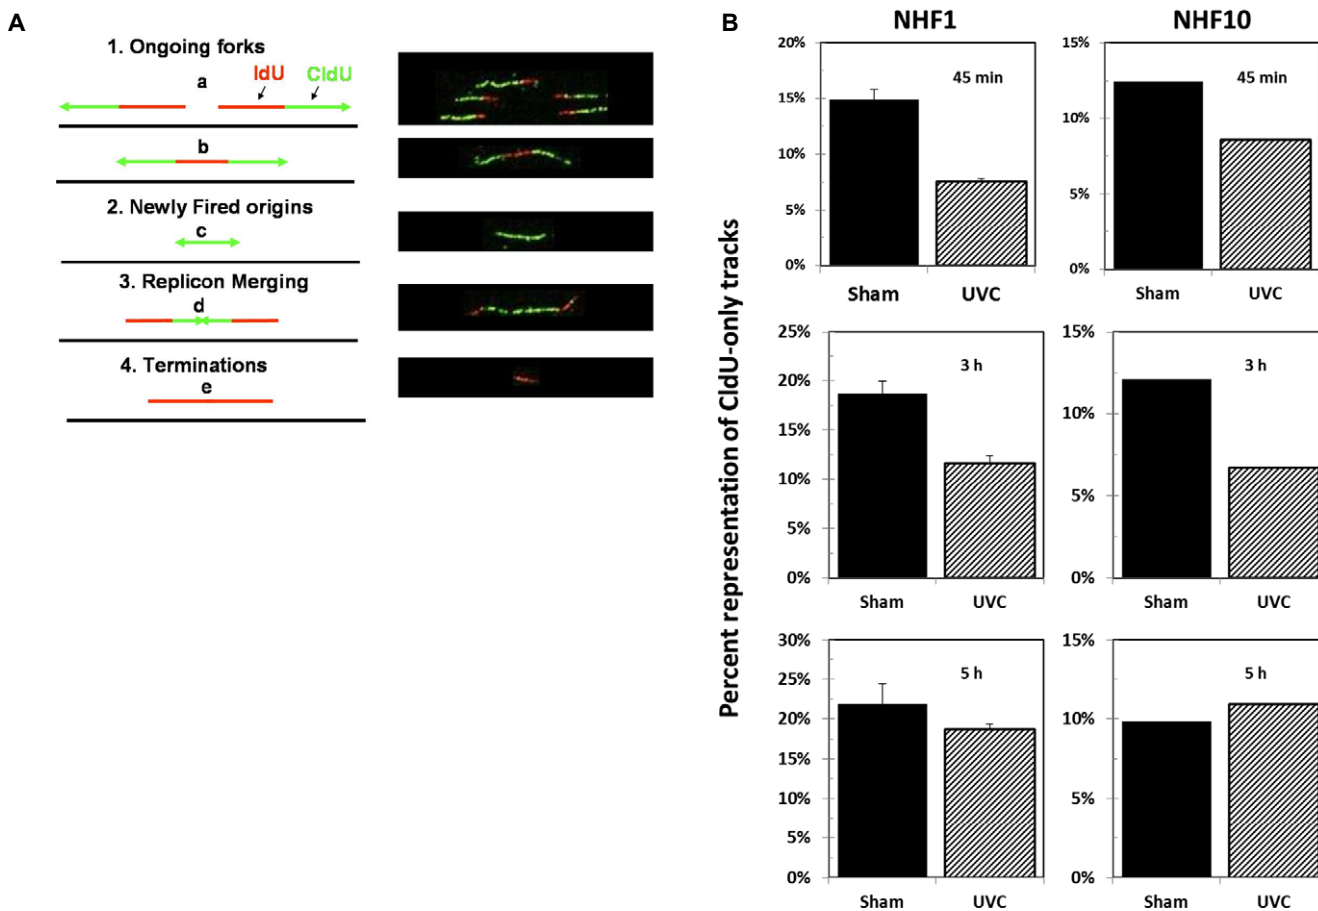 A
1. Ongoing forks
a
IdU
CldU
b
2. Newly Fired origins
c
3. Replicon Merging
d
4. Terminations
e
B
NHF1
NHF10
Percent representation of CldU-only tracks
20%
15%
10%
5%
0%
45 min
Sham
UVC
15%
10%
5%
0%
45 min
Sham
UVC
25%
20%
15%
10%
5%
0%
3 h
Sham
UVC
15%
10%
5%
0%
3 h
Sham
UVC
30%
25%
20%
15%
10%
5%
0%
5 h
Sham
UVC
15%
10%
5%
0%
5 h
Sham
UVC